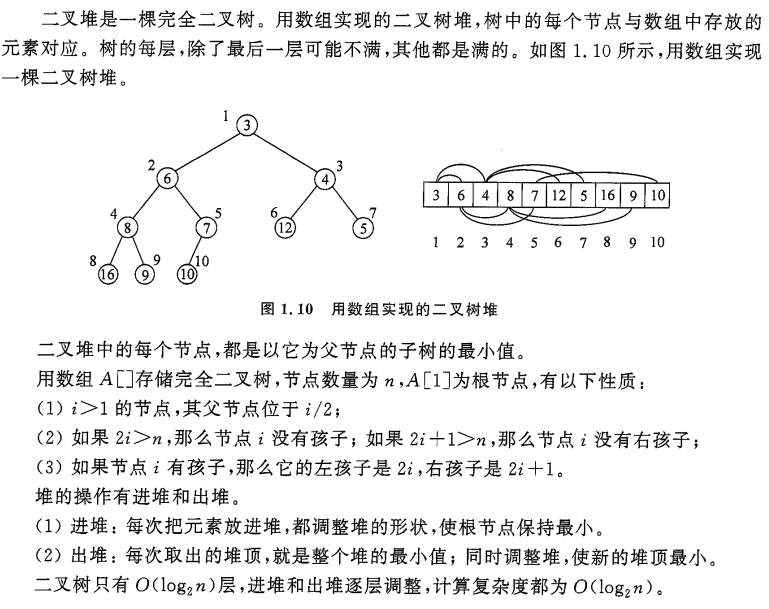 二叉堆是一棵完全二叉树。用数组实现的二叉树堆,树中的每个节点与数组中存放的
元素对应。树的每层,除了最后一层可能不满,其他都是满的。如图 1.10 所示,用数组实现
一棵二叉树堆。
1 3
2 6 4 3
4 8 5 7 6 12 7 5
8 16 9 9 10 10
3 6 4 8 7 12 5 16 9 10
1 2 3 4 5 6 7 8 9 10
图 1.10 用数组实现的二叉树堆
二叉堆中的每个节点,都是以它为父节点的子树的最小值。
用数组 A[]存储完全二叉树,节点数量为 n,A[1]为根节点,有以下性质:
(1) i>1 的节点,其父节点位于 i/2;
(2) 如果 2i>n,那么节点 i 没有孩子; 如果 2i+1>n,那么节点 i 没有右孩子;
(3) 如果节点 i 有孩子,那么它的左孩子是 2i,右孩子是 2i+1。
堆的操作有进堆和出堆。
(1) 进堆: 每次把元素放进堆,都调整堆的形状,使根节点保持最小。
(2) 出堆: 每次取出的堆顶,就是整个堆的最小值; 同时调整堆,使新的堆顶最小。
二叉树只有 O(log₂n)层,进堆和出堆逐层调整,计算复杂度都为 O(log₂n)。